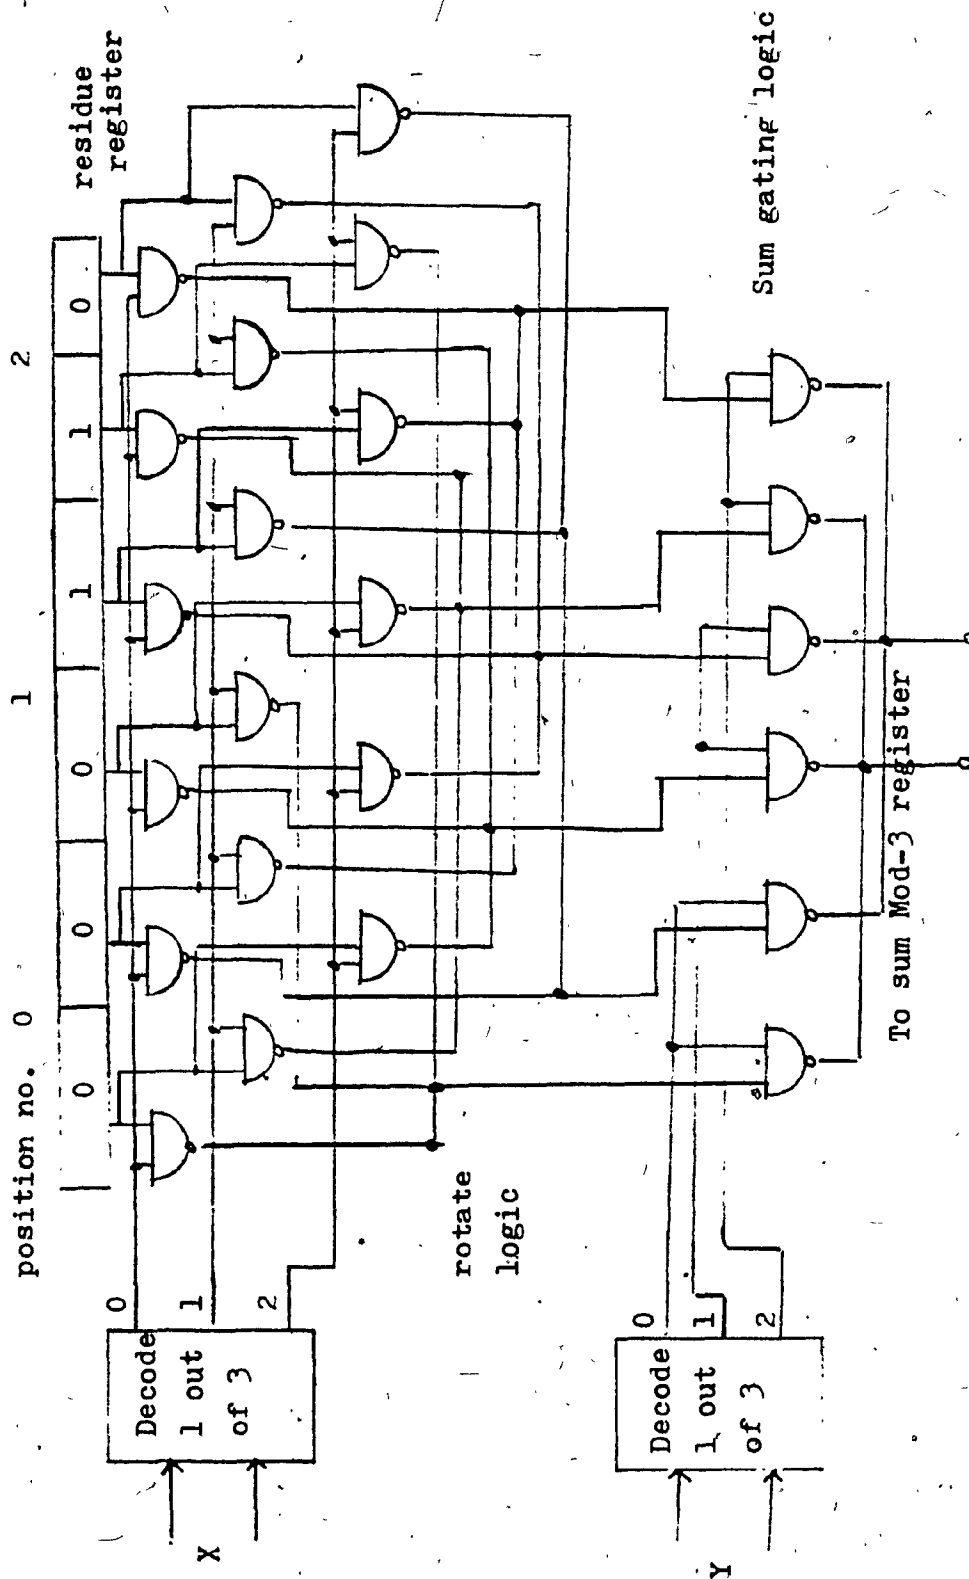 position no. 0 1 2
0 0 0 1 1 0
residue
register
0
1
2
Decode
1 out
of 3
X
rotate
logic
Sum gating logic
0
1
2
Decode
1 out
of 3
Y
To sum Mod-3 register